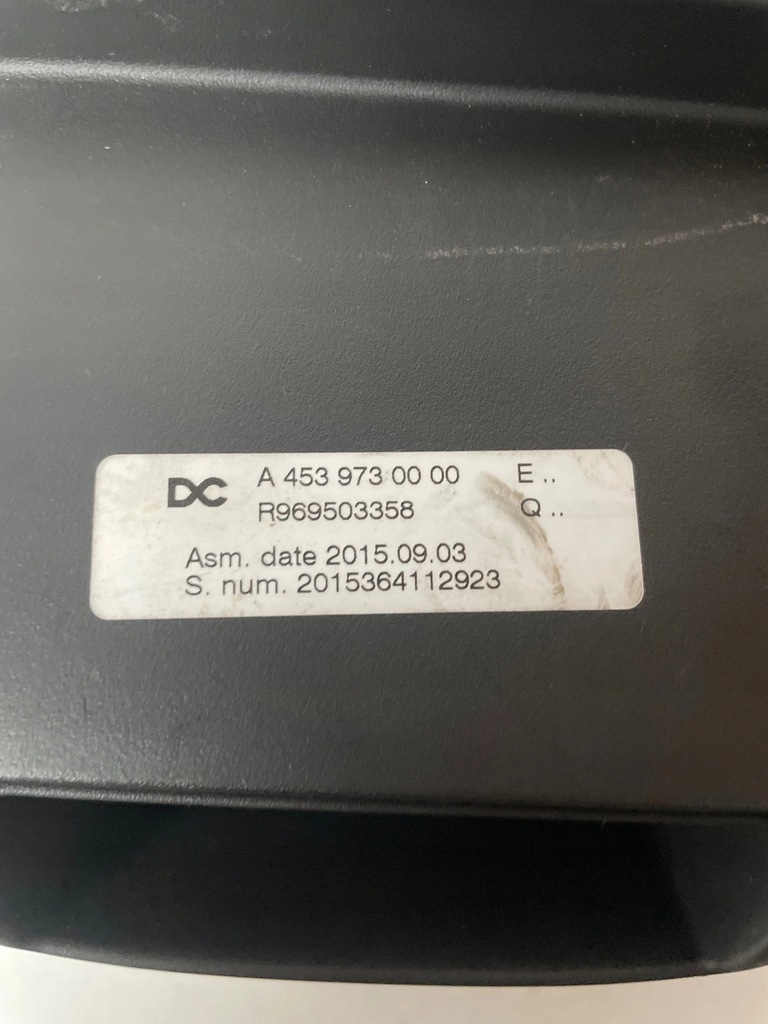 DC A 453 973 00 00 E ..
R969503358 Q ..
Asm. date 2015.09.03
S. num. 2015364112923